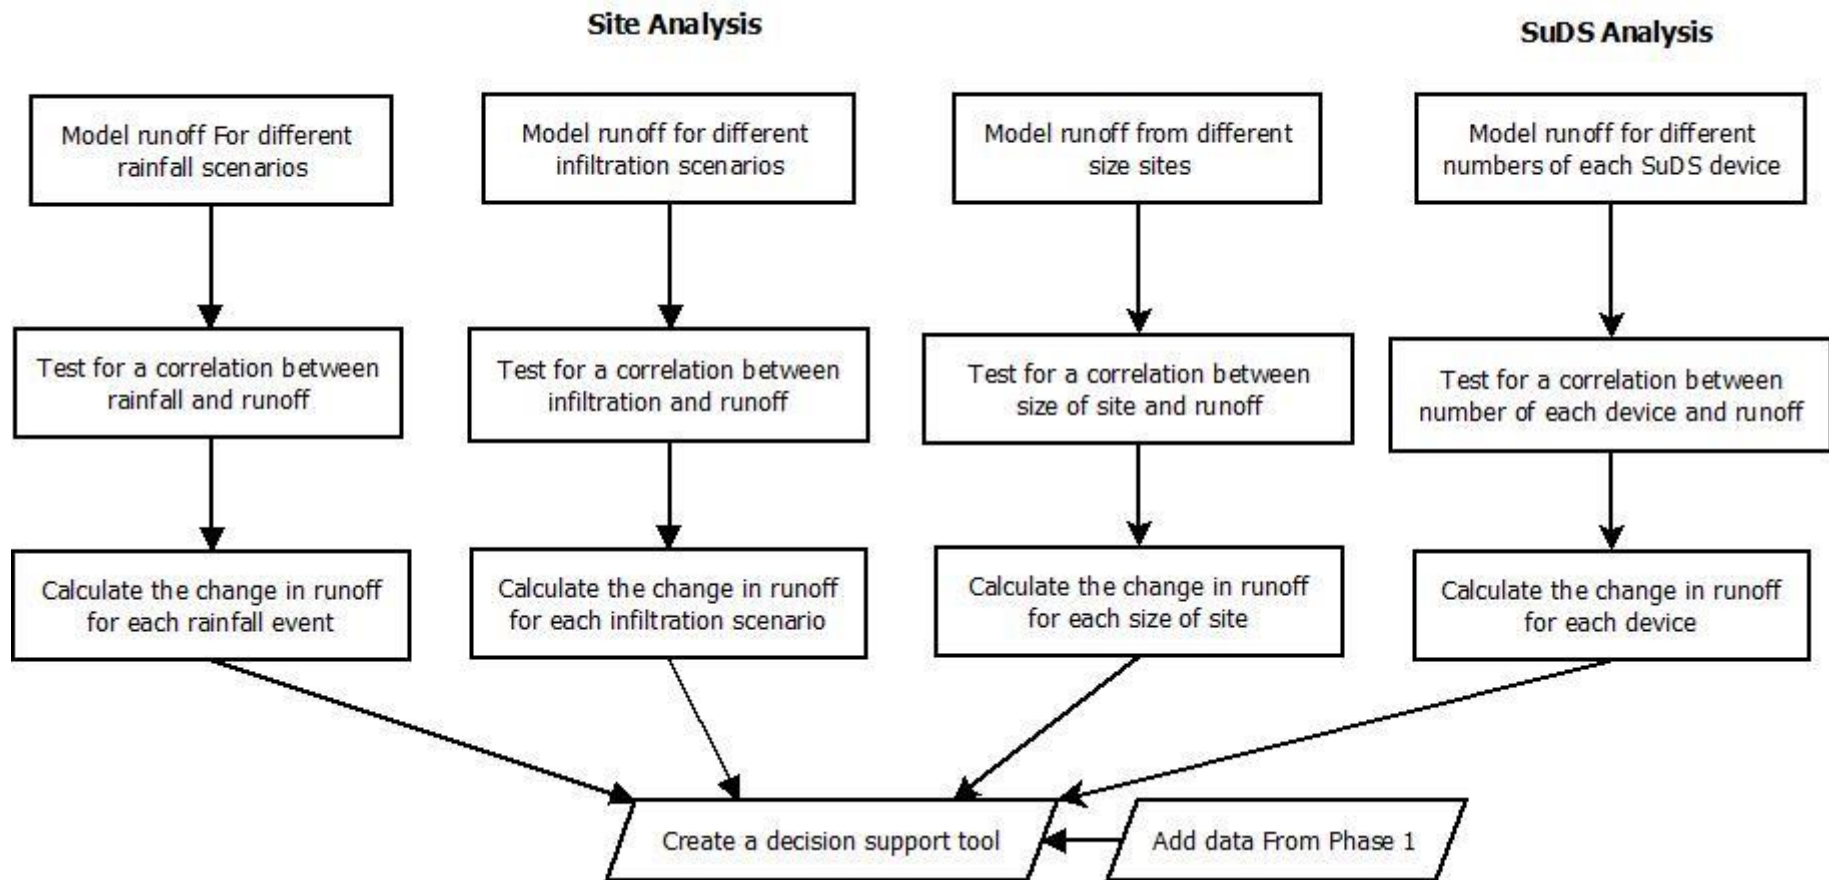 Site Analysis
SuDS Analysis
Model runoff For different
rainfall scenarios
Model runoff for different
infiltration scenarios
Model runoff from different
size sites
Model runoff for different
numbers of each SuDS device
Test for a correlation between
rainfall and runoff
Test for a correlation between
infiltration and runoff
Test for a correlation between
size of site and runoff
Test for a correlation between
number of each device and runoff
Calculate the change in runoff
for each rainfall event
Calculate the change in runoff
for each infiltration scenario
Calculate the change in runoff
for each size of site
Calculate the change in runoff
for each device
Create a decision support tool
Add data From Phase 1